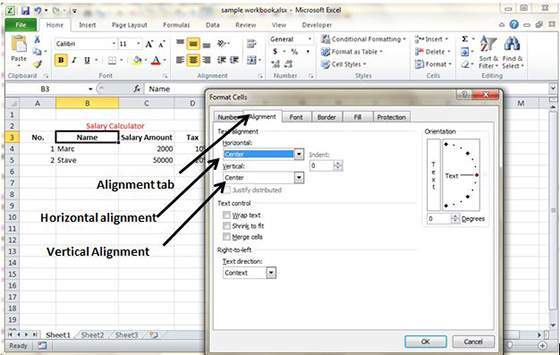 sample workbook.xlsx - Microsoft Excel
File Home Insert Page Layout Formulas Data Review View Developer
Paste Calibri 11 General Conditional Formatting Insert Σ
B I U A A $ % , Format as Table Delete Sort & Filter Find & Select
Cell Styles Format
Clipboard Font Alignment Number Styles Cells Editing
B3 fx Name
A B C D
1
2 Salary Calculator
3 No. Name Salary Amount Tax
4 1 Marc 2000 10
5 2 Stave 50000 20
6
7
8
9
10
11
12
13
14
15
16
17
18
19
20
Alignment tab
Horizontal alignment
Vertical Alignment
Format Cells
Number Alignment Font Border Fill Protection
Text alignment
Horizontal:
Center Indent:
Vertical: 0
Center
Justify distributed
Text control
Wrap text
Shrink to fit
Merge cells
Right-to-left
Text direction:
Context
Orientation
Text
Text
0 Degrees
OK Cancel
Sheet1 Sheet2 Sheet3
Ready